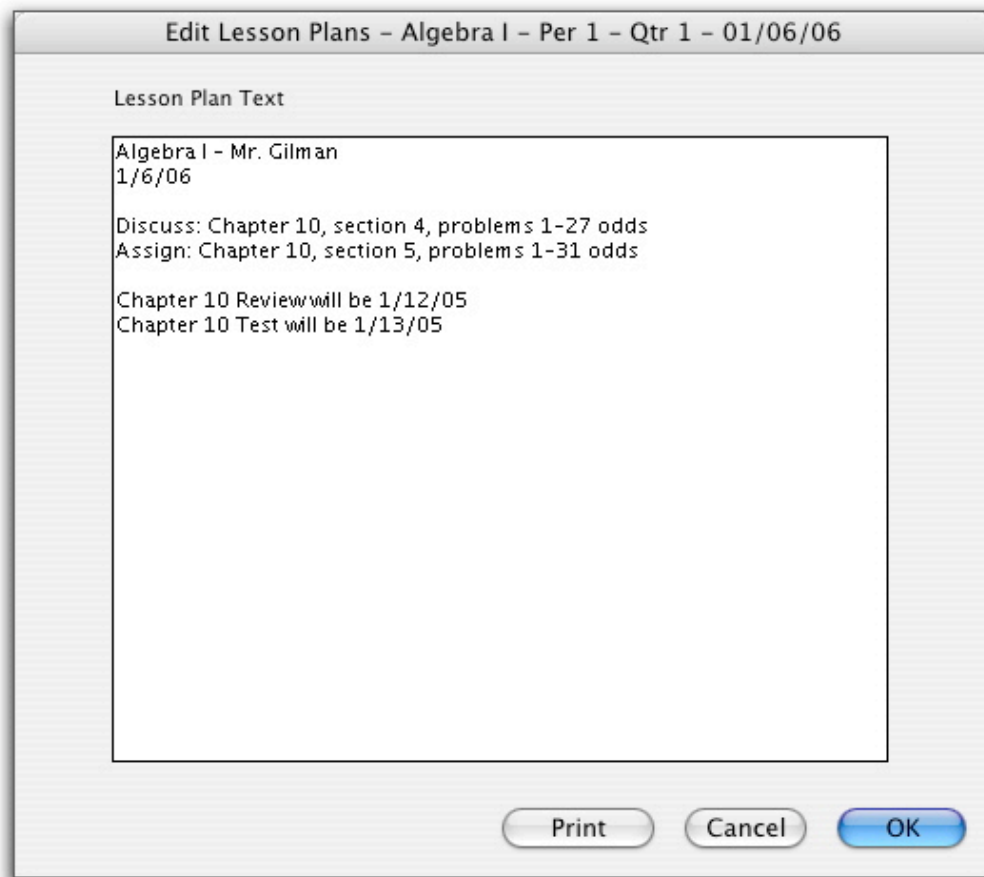 Edit Lesson Plans - Algebra I - Per 1 - Qtr 1 - 01/06/06
Lesson Plan Text
Algebra I - Mr. Gilman
1/6/06
Discuss: Chapter 10, section 4, problems 1-27 odds
Assign: Chapter 10, section 5, problems 1-31 odds
Chapter 10 Review will be 1/12/05
Chapter 10 Test will be 1/13/05
Print Cancel OK